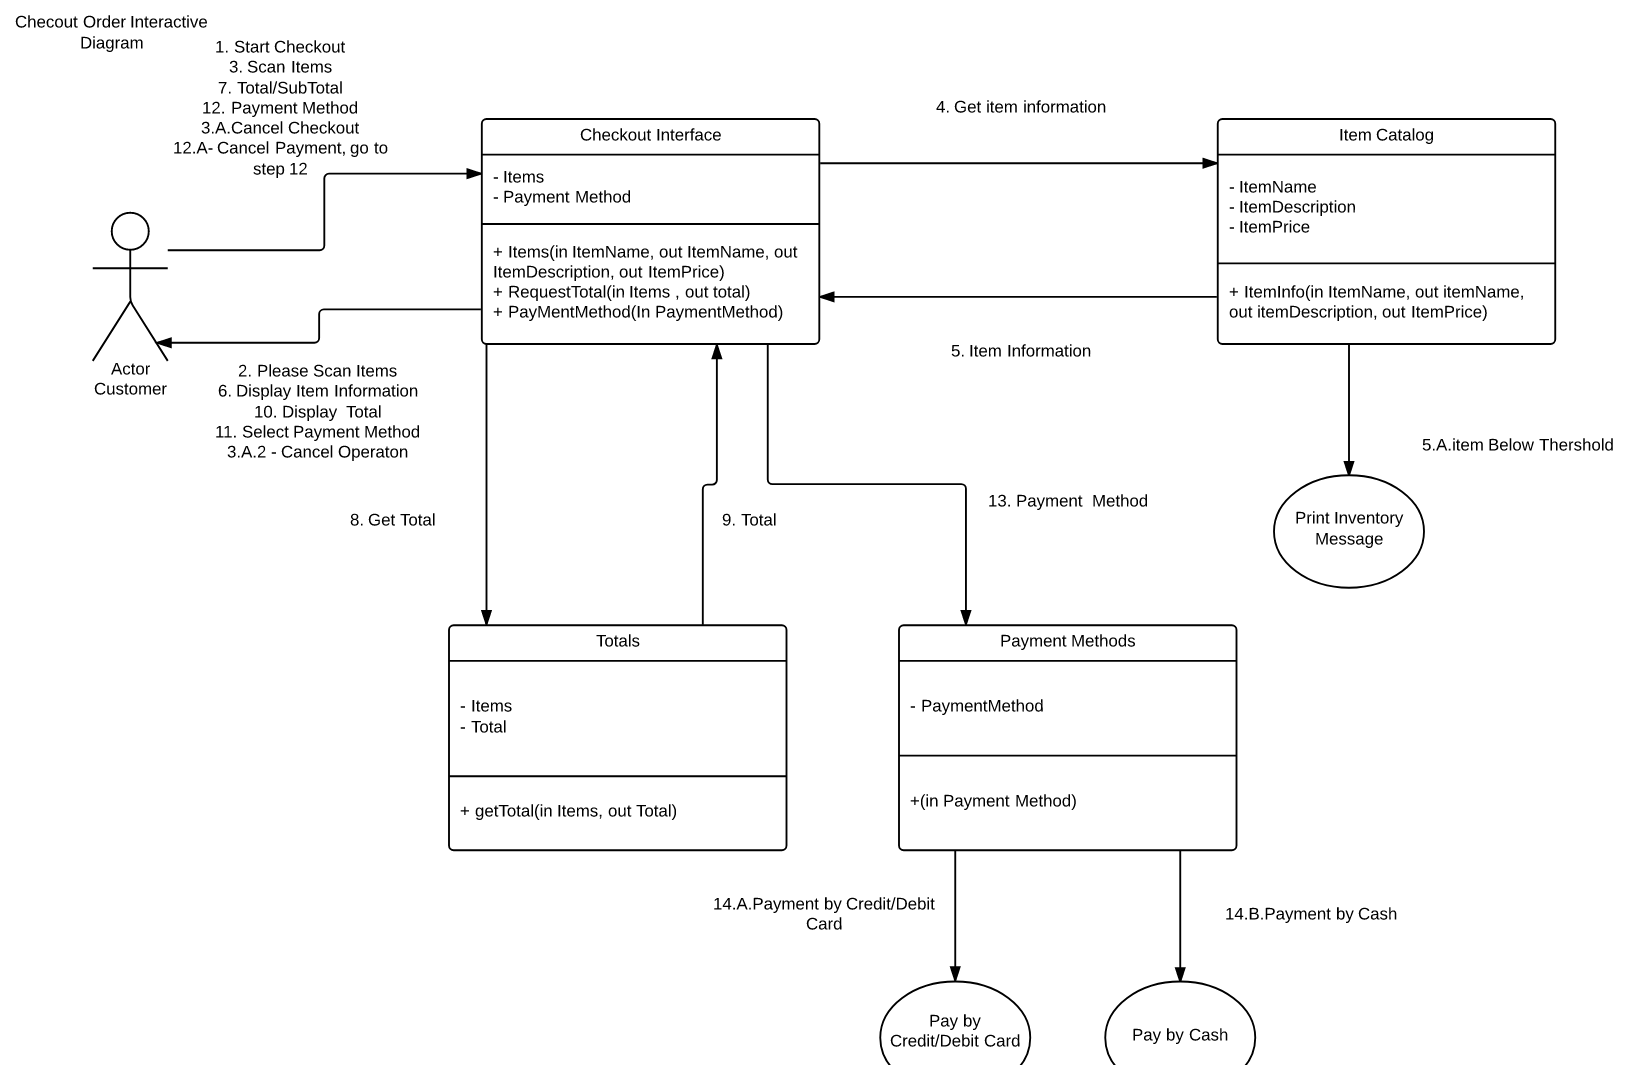 Checout Order Interactive
Diagram
1. Start Checkout
3. Scan Items
7. Total/SubTotal
12. Payment Method
3.A.Cancel Checkout
12.A- Cancel Payment, go to
step 12
4. Get item information
Checkout Interface
- Items
- Payment Method
+ Items(in ItemName, out ItemName, out
ItemDescription, out ItemPrice)
+ RequestTotal(in Items , out total)
+ PayMentMethod(In PaymentMethod)
Item Catalog
- ItemName
- ItemDescription
- ItemPrice
+ ItemInfo(in ItemName, out itemName,
out itemDescription, out ItemPrice)
Actor
Customer
2. Please Scan Items
6. Display Item Information
10. Display  Total
11. Select Payment Method
3.A.2 - Cancel Operaton
5. Item Information
5.A.item Below Thershold
8. Get Total
9. Total
13. Payment  Method
Print Inventory
Message
Totals
- Items
- Total
+ getTotal(in Items, out Total)
Payment Methods
- PaymentMethod
+(in Payment Method)
14.A.Payment by Credit/Debit
Card
14.B.Payment by Cash
Pay by
Credit/Debit Card
Pay by Cash